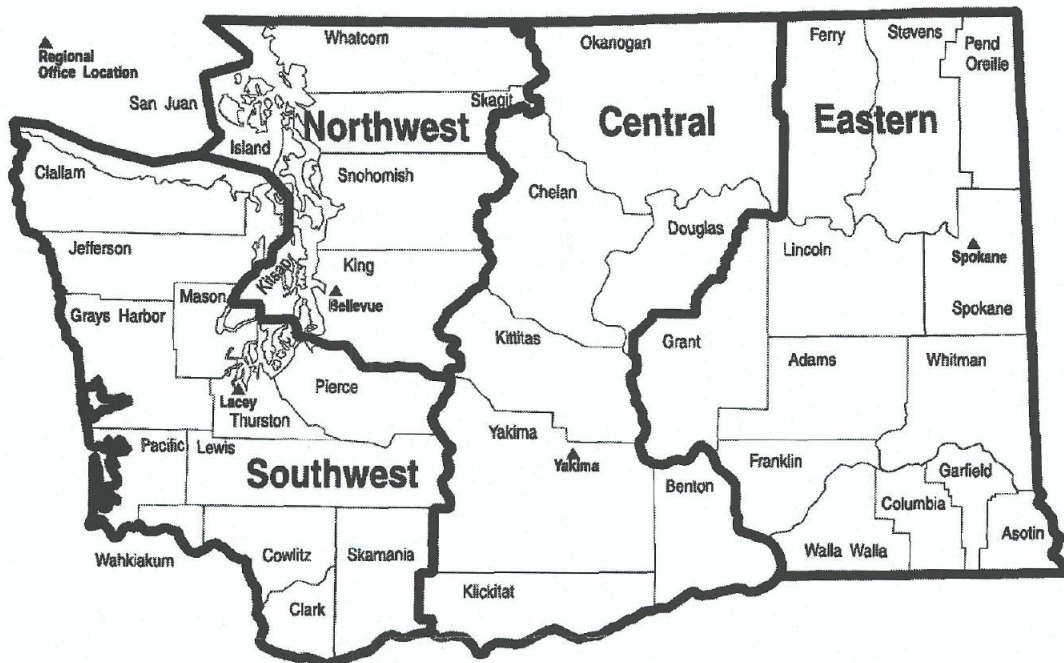 Regional
Office Location
San Juan
Whatcom
Skagit
Northwest
Island
Snohomish
King
Bellevue
Kitsap
Okanogan
Central
Chelan
Douglas
Kittitas
Yakima
Yakima
Benton
Klickitat
Ferry
Stevens
Pend
Oreille
Eastern
Lincoln
Spokane
Spokane
Grant
Adams
Whitman
Franklin
Garfield
Columbia
Walla Walla
Asotin
Clallam
Jefferson
Mason
Grays Harbor
Lacey
Thurston
Pierce
Pacific
Lewis
Southwest
Wahkiakum
Cowlitz
Skamania
Clark